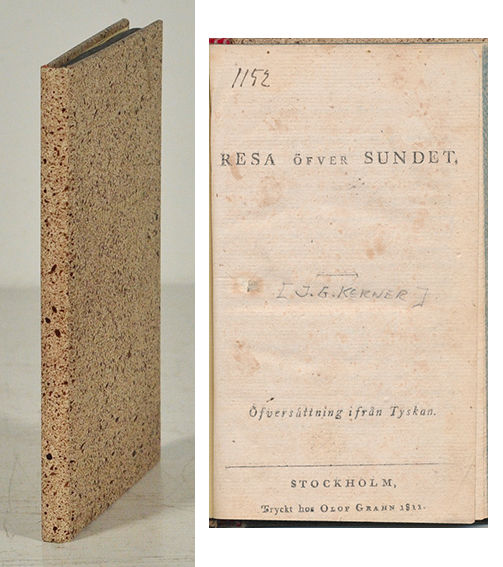 1152
RESA ÖFVER SUNDET.
[J. G. KERNER]
Öfversättning ifrån Tyskan.
STOCKHOLM,
Tryckt hos OLOF GRAHN 1811.